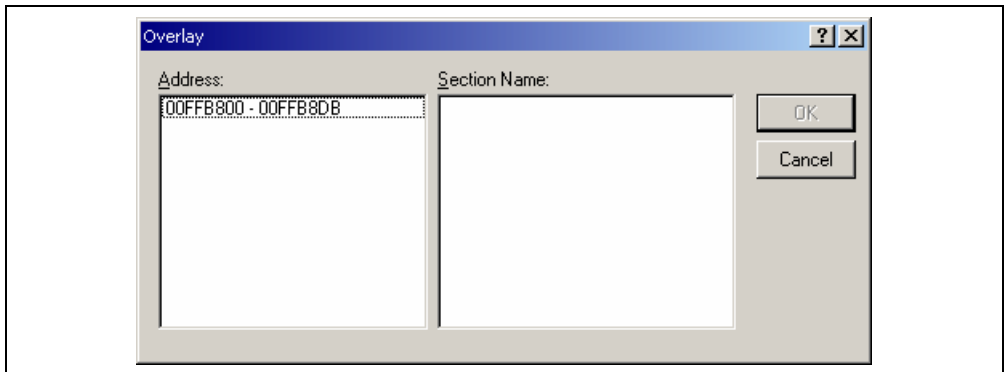 Overlay
Address:
Section Name:
00FFB800 - 00FFB8DB
OK
Cancel